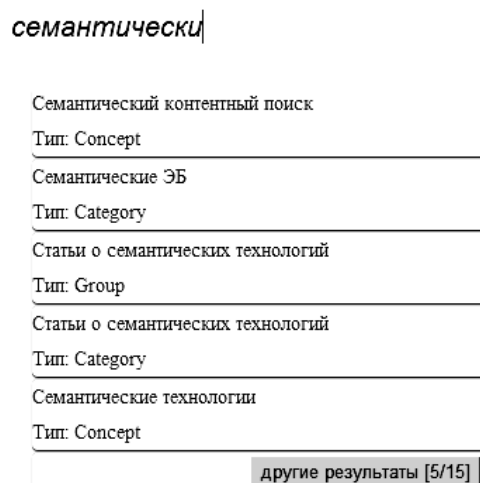 семантически
Семантический контентный поиск
Тип: Concept
Семантические ЭБ
Тип: Category
Статьи о семантических технологий
Тип: Group
Статьи о семантических технологий
Тип: Category
Семантические технологии
Тип: Concept
другие результаты [5/15]